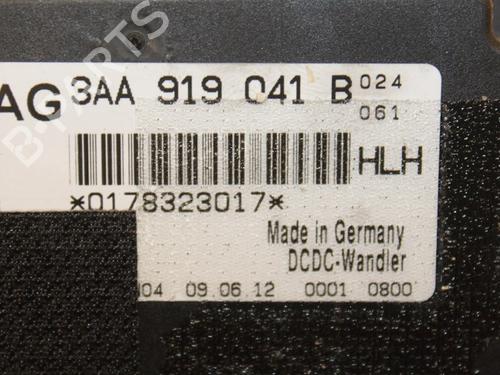 AG 3AA 919 041 B 024
061
HLH
*0178323017*
Made in Germany
DCDC-Wandler
04 09.06.12 0001 0800
B-PARTS